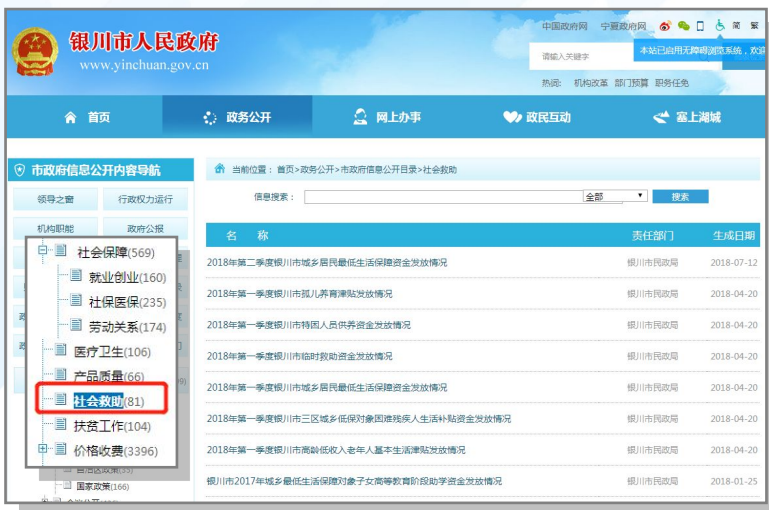 中国政府网 宁夏政府网 简 繁
银川市人民政府
www.yinchuan.gov.cn
请输入关键字
本站已启用无障碍浏览系统，欢迎
热词: 机构改革 部门预算 职务任免
首页 政务公开 网上办事 政民互动 塞上湖城
市政府信息公开内容导航
领导之窗 行政权力运行
机构职能 政府公报
社会保障(569)
就业创业(160)
社保医保(235)
劳动关系(174)
医疗卫生(106)
产品质量(66)
社会救助(81)
扶贫工作(104)
价格收费(3396)
自治区政策(33)
国家政策(166)
当前位置：首页>政务公开>市政府信息公开目录>社会救助
信息搜索： 全部 搜索
名 称 责任部门 生成日期
2018年第二季度银川市城乡居民最低生活保障资金发放情况 银川市民政局 2018-07-12
2018年第一季度银川市孤儿养育津贴发放情况 银川市民政局 2018-04-20
2018年第一季度银川市特困人员供养资金发放情况 银川市民政局 2018-04-20
2018年第一季度银川市临时救助资金发放情况 银川市民政局 2018-04-20
2018年第一季度银川市城乡居民最低生活保障资金发放情况 银川市民政局 2018-04-20
2018年第一季度银川市三区城乡低保对象困难残疾人生活补贴资金发放情况 银川市民政局 2018-04-20
2018年第一季度银川市高龄低收入老年人基本生活津贴发放情况 银川市民政局 2018-04-20
银川市2017年城乡最低生活保障对象子女高等教育阶段助学资金发放情况 银川市民政局 2018-01-25